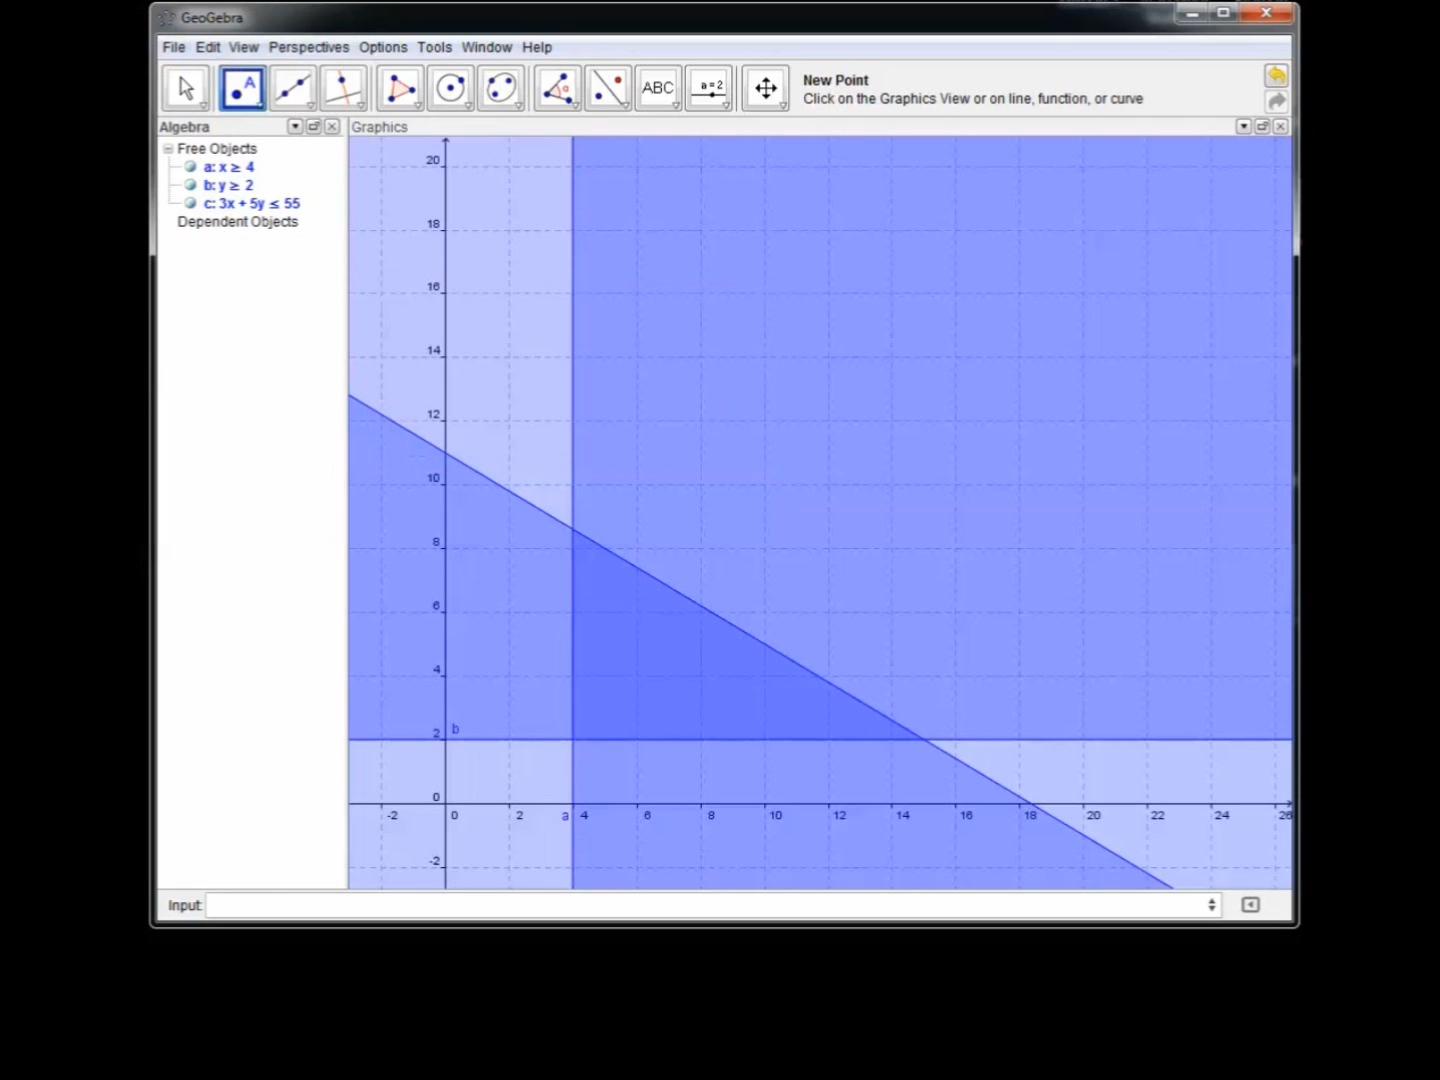 GeoGebra
File Edit View Perspectives Options Tools Window Help
A
α
ABC
a=2
New Point
Click on the Graphics View or on line, function, or curve
Algebra
Graphics
Free Objects
a: x ≥ 4
b: y ≥ 2
c: 3x + 5y ≤ 55
Dependent Objects
20
18
16
14
12
10
8
6
4
2
b
0
-2 0 2 a 4 6 8 10 12 14 16 18 20 22 24 26
-2
Input: